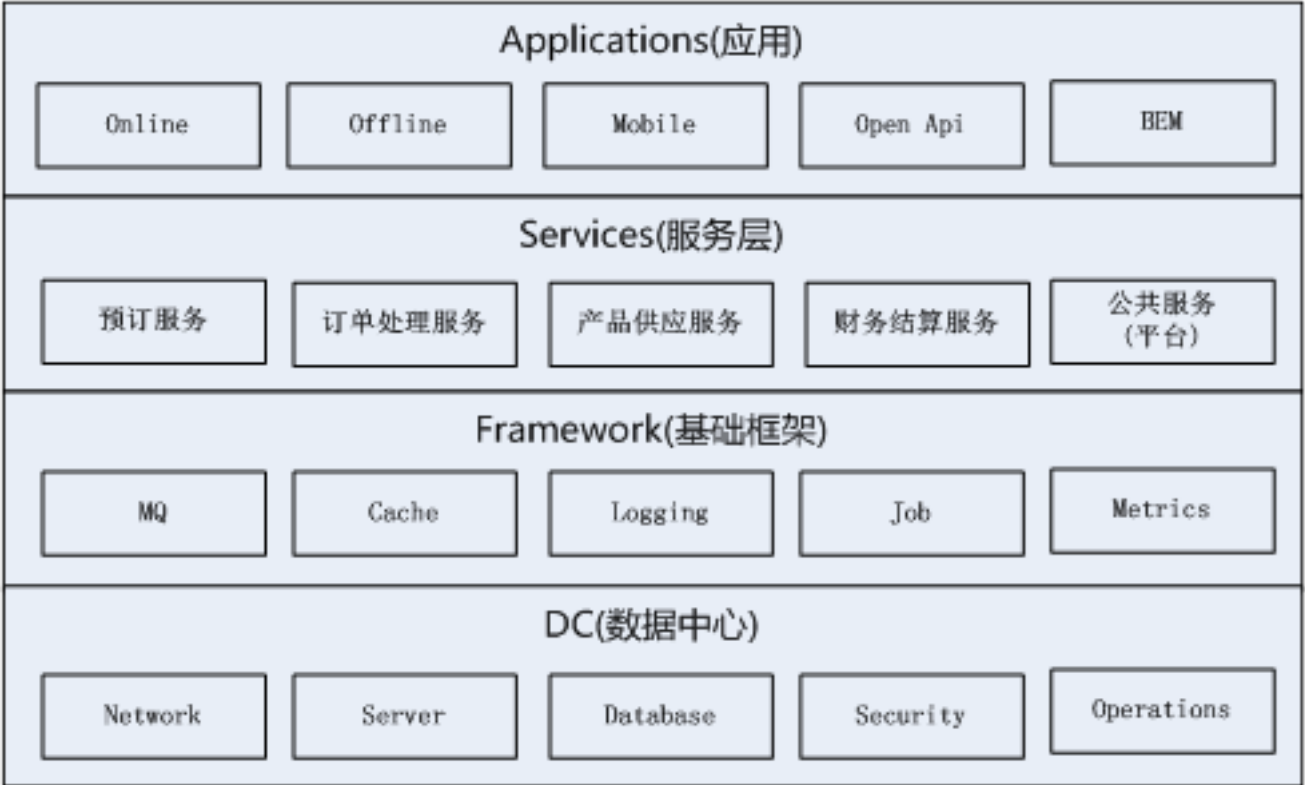 Applications(应用)
Online
Offline
Mobile
Open Api
BEM
Services(服务层)
预订服务
订单处理服务
产品供应服务
财务结算服务
公共服务
(平台)
Framework(基础框架)
MQ
Cache
Logging
Job
Metrics
DC(数据中心)
Network
Server
Database
Security
Operations